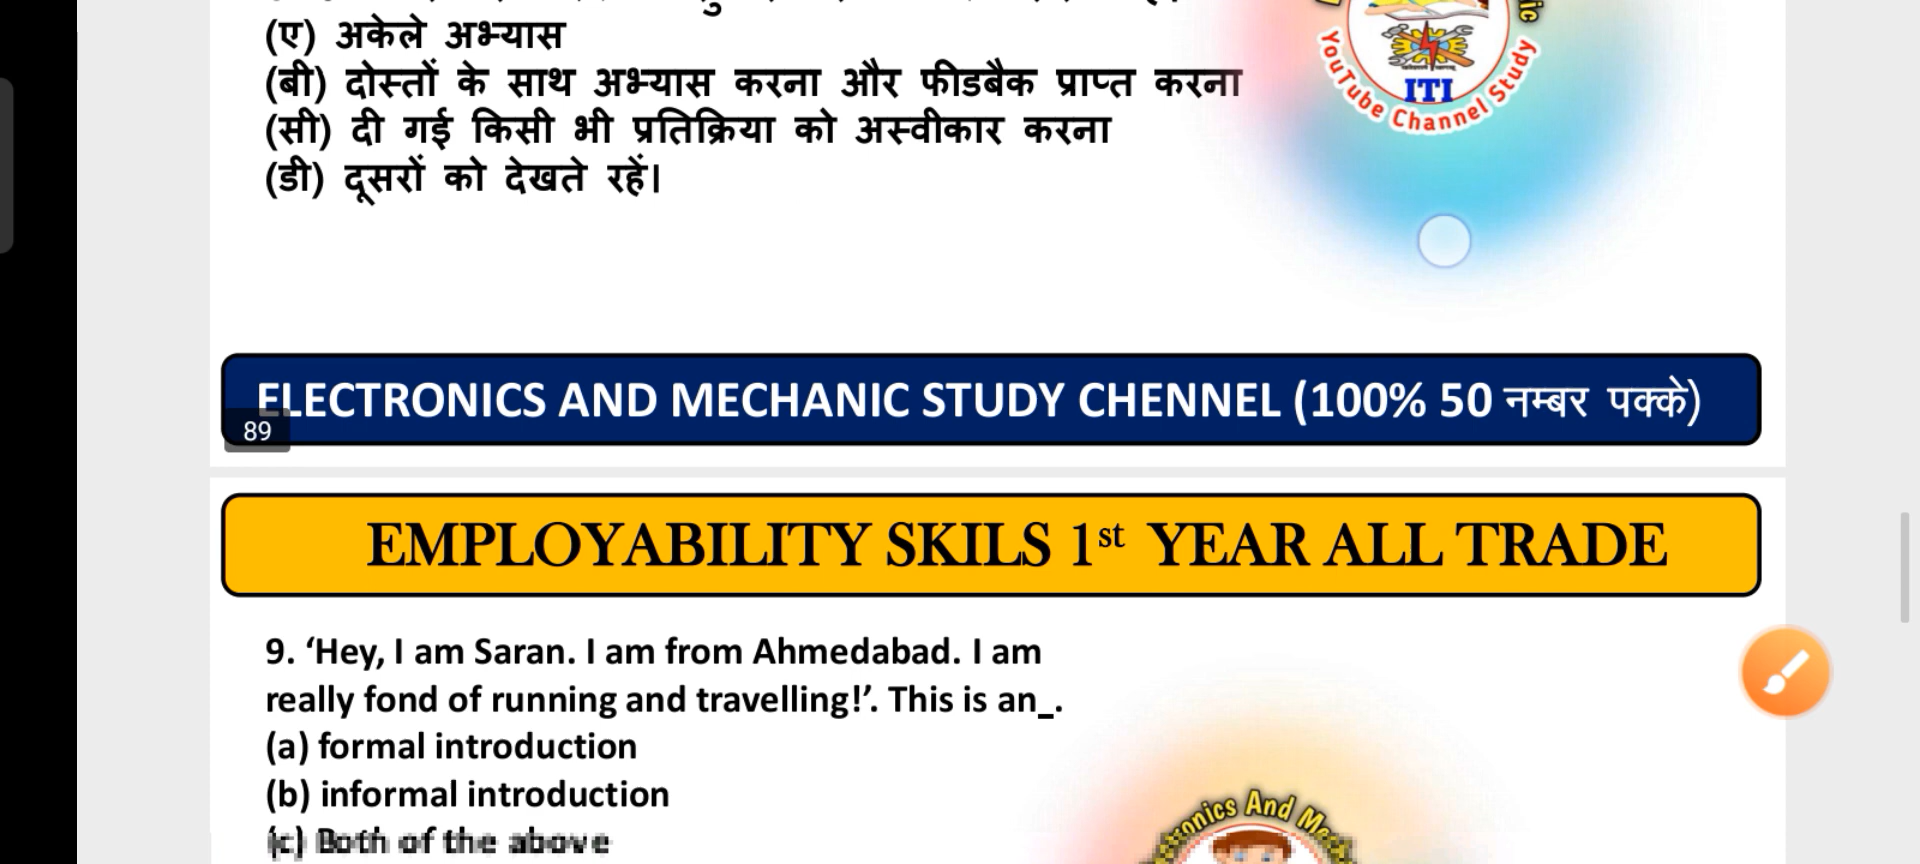 (ए) अकेले अभ्यास
(बी) दोस्तों के साथ अभ्यास करना और फीडबैक प्राप्त करना
(सी) दी गई किसी भी प्रतिक्रिया को अस्वीकार करना
(डी) दूसरों को देखते रहें।
ITI
YouTube Channel Study
ELECTRONICS AND MECHANIC STUDY CHENNEL (100% 50 नम्बर पक्के)
89
EMPLOYABILITY SKILS 1st YEAR ALL TRADE
9. ‘Hey, I am Saran. I am from Ahmedabad. I am
really fond of running and travelling!’. This is an_.
(a) formal introduction
(b) informal introduction
(c) Both of the above
And